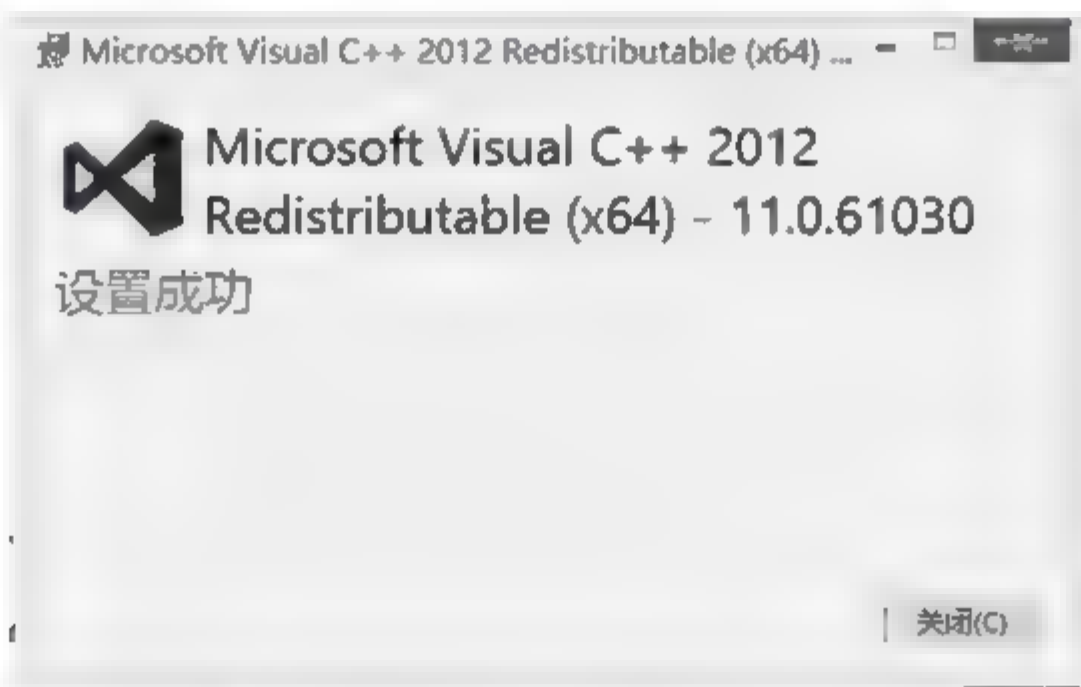 Microsoft Visual C++ 2012 Redistributable (x64) ...
Microsoft Visual C++ 2012
Redistributable (x64) - 11.0.61030
设置成功
关闭(C)